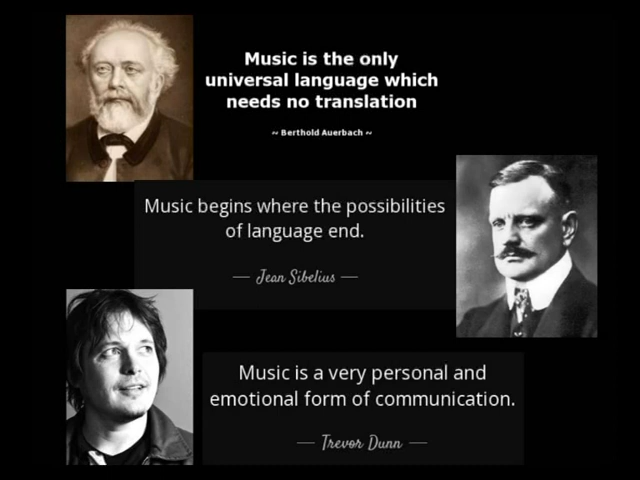 Music is the only
universal language which
needs no translation
~ Berthold Auerbach ~
Music begins where the possibilities
of language end.
— Jean Sibelius —
Music is a very personal and
emotional form of communication.
— Trevor Dunn —